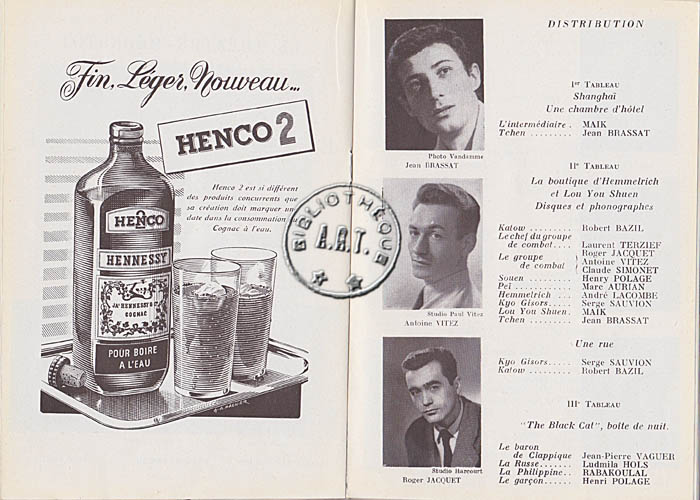 Fin, Léger, Nouveau...
HENCO 2
Henco 2 est si différent
des produits concurrents que
sa création doit marquer une
date dans la consommation du
Cognac à l'eau.
HENCO
HENNESSY
JAs HENNESSY & Co
COGNAC
POUR BOIRE
A L'EAU
BIBLIOTHÈQUE
A.R.T.
Photo Vandamme
Jean BRASSAT
Studio Paul Vitez
Antoine VITEZ
Studio Harcourt
Roger JACQUET
DISTRIBUTION
Ier TABLEAU
Shanghaï
Une chambre d'hôtel
L'intermédiaire . MAIK
Tchen ......... Jean BRASSAT
IIe TABLEAU
La boutique d'Hemmelrich
et Lou You Shuen
Disques et phonographes
Katow ......... Robert BAZIL
Le chef du groupe
de combat.... Laurent TERZIEF
Le groupe
de combat
Roger JACQUET
Antoine VITEZ
Claude SIMONET
Souen ......... Henry POLAGE
Peï ........... Marc AURIAN
Hemmelrich ... André LACOMBE
Kyo Gisors..... Serge SAUVION
Lou You Shuen. MAIK
Tchen ......... Jean BRASSAT
Une rue
Kyo Gisors..... Serge SAUVION
Katow ......... Robert BAZIL
IIIe TABLEAU
"The Black Cat", boîte de nuit.
Le baron
de Clappique Jean-Pierre VAGUER
La Russe....... Ludmila HOLS
La Philippine.. RABAKOULAL
Le garçon...... Henri POLAGE